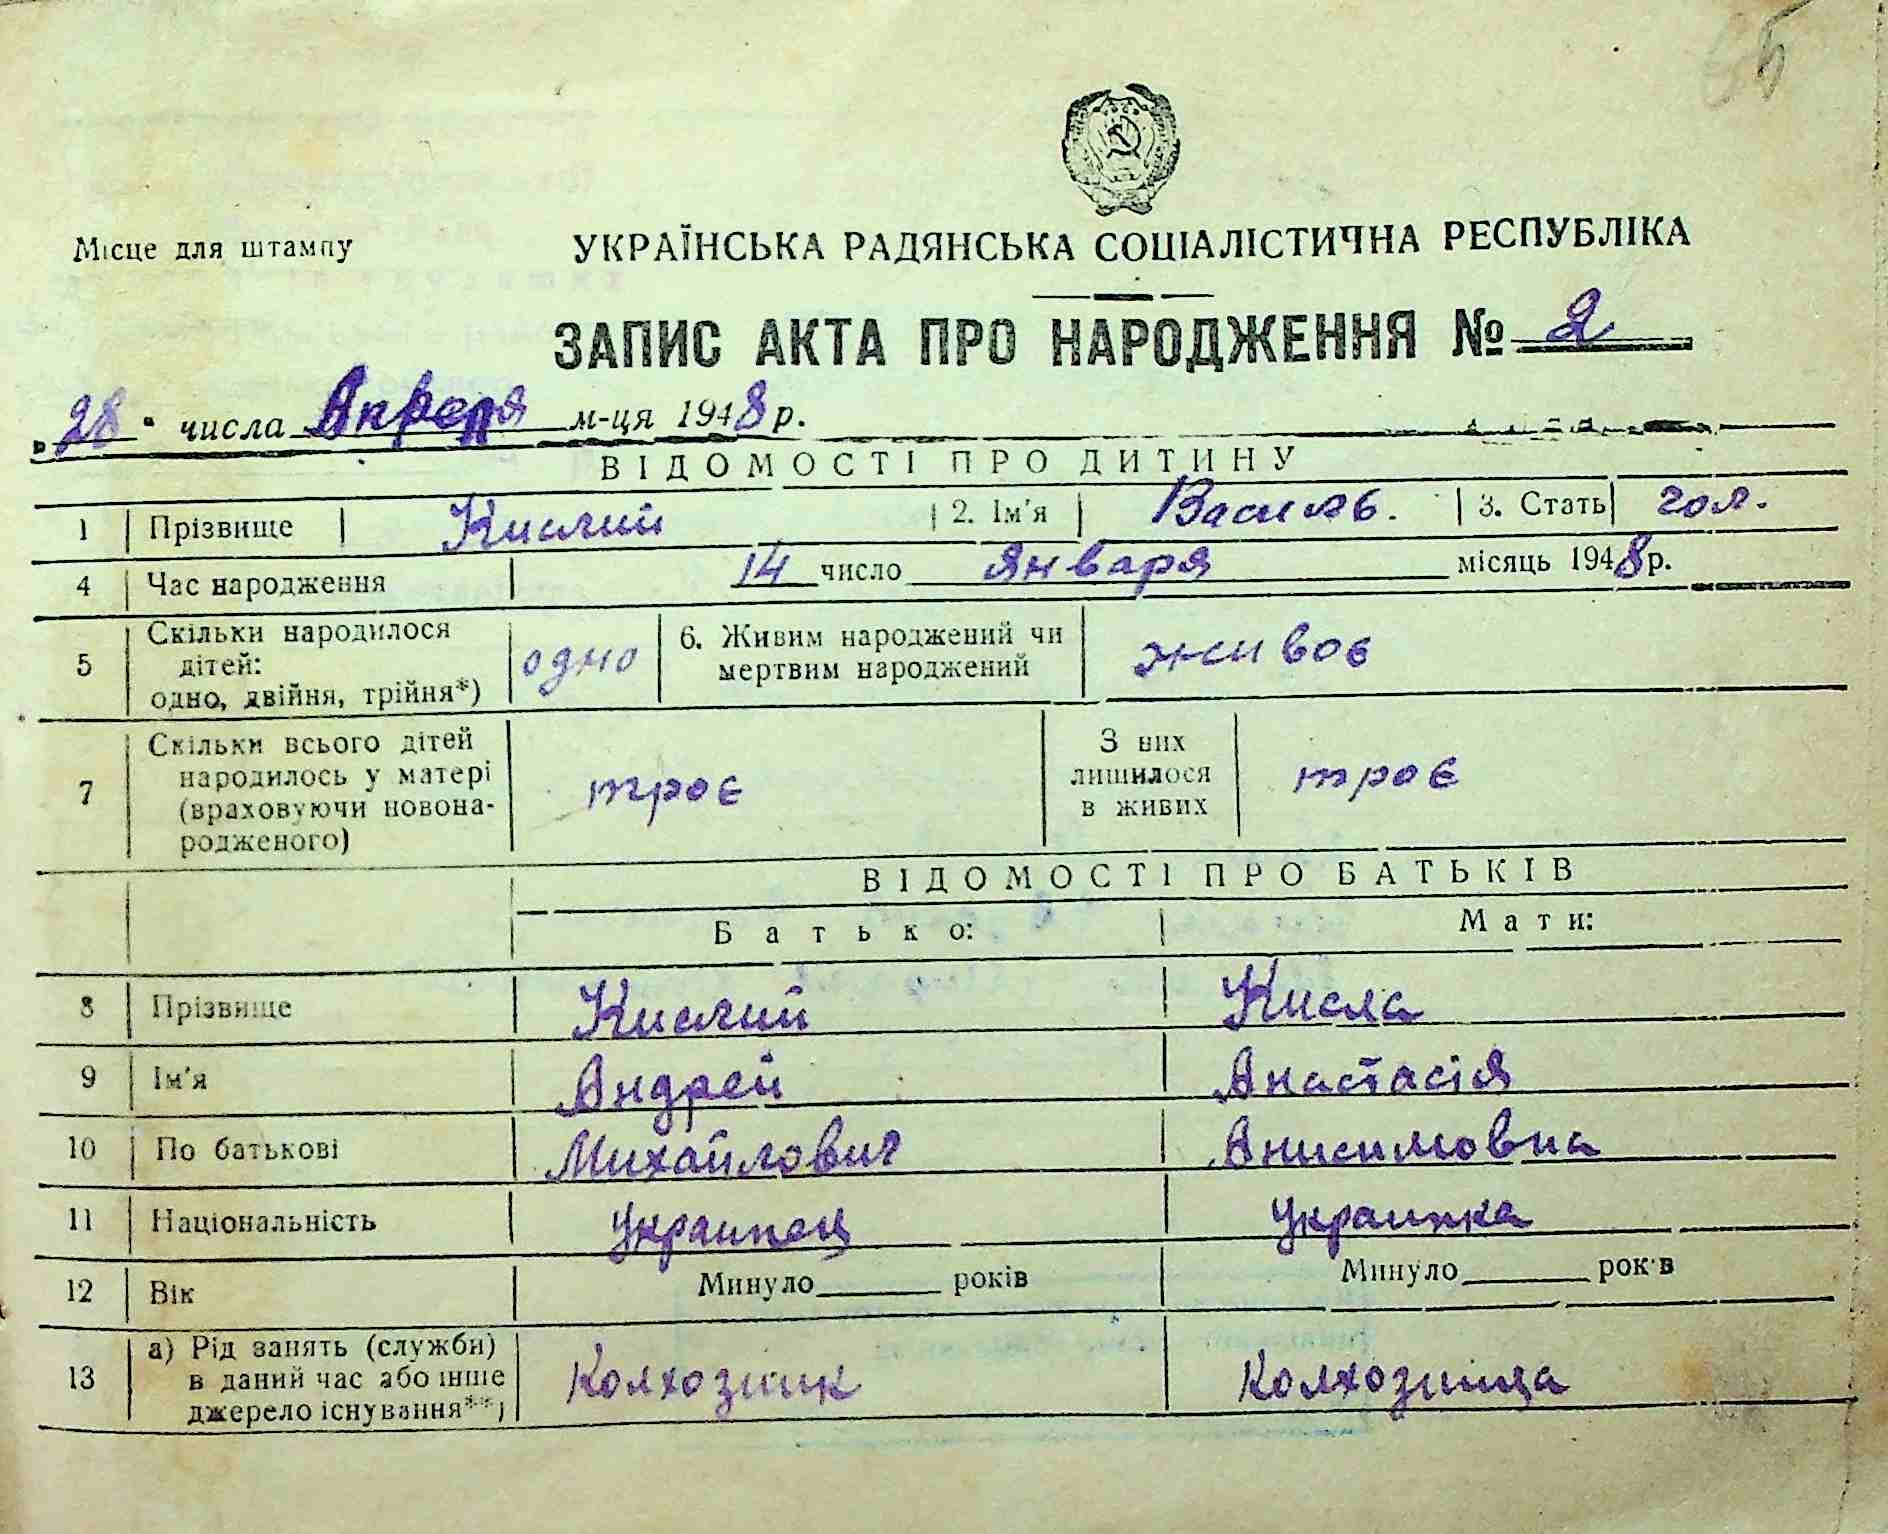 Місце для штампу
УКРАЇНСЬКА РАДЯНСЬКА СОЦІАЛІСТИЧНА РЕСПУБЛІКА
ЗАПИС АКТА ПРО НАРОДЖЕННЯ № 2
„28" числа Апреля м-ця 1948 р.
ВІДОМОСТІ ПРО ДИТИНУ
1 Прізвище Кислий 2. Ім'я Василь. 3. Стать чол.
4 Час народження 14 число января місяць 1948 р.
5 Скільки народилося дітей: одно, двійня, трійня*) одно 6. Живим народжений чи мертвим народжений живоє
7 Скільки всього дітей народилось у матері (враховуючи новонародженого) троє З них лишилося в живих троє
ВІДОМОСТІ ПРО БАТЬКІВ
Батько: Мати:
8 Прізвище Кислий Кисла
9 Ім'я Андрей Анастасія
10 По батькові Михайлович Анисимовна
11 Національність украинец украинка
12 Вік Минуло років Минуло рок в
13 а) Рід занять (служби) в даний час або інше джерело існування**) Колхозник Колхозница